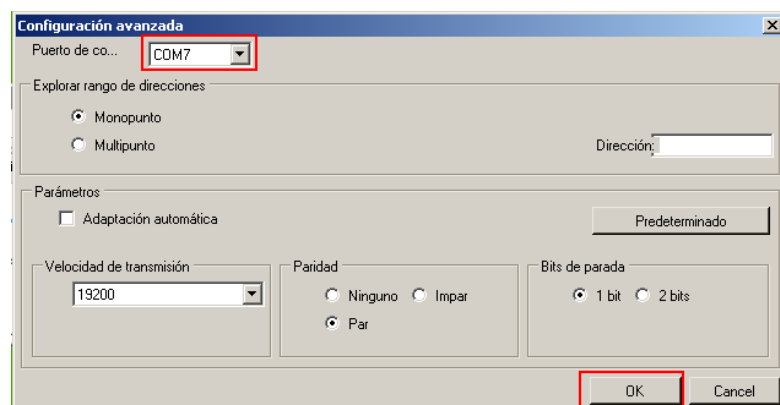 Configuración avanzada
Puerto de co... COM7
Explorar rango de direcciones
Monopunto
Multipunto Dirección:
Parámetros
Adaptación automática Predeterminado
Velocidad de transmisión Paridad Bits de parada
19200 Ninguno Impar 1 bit 2 bits
Par
OK Cancel